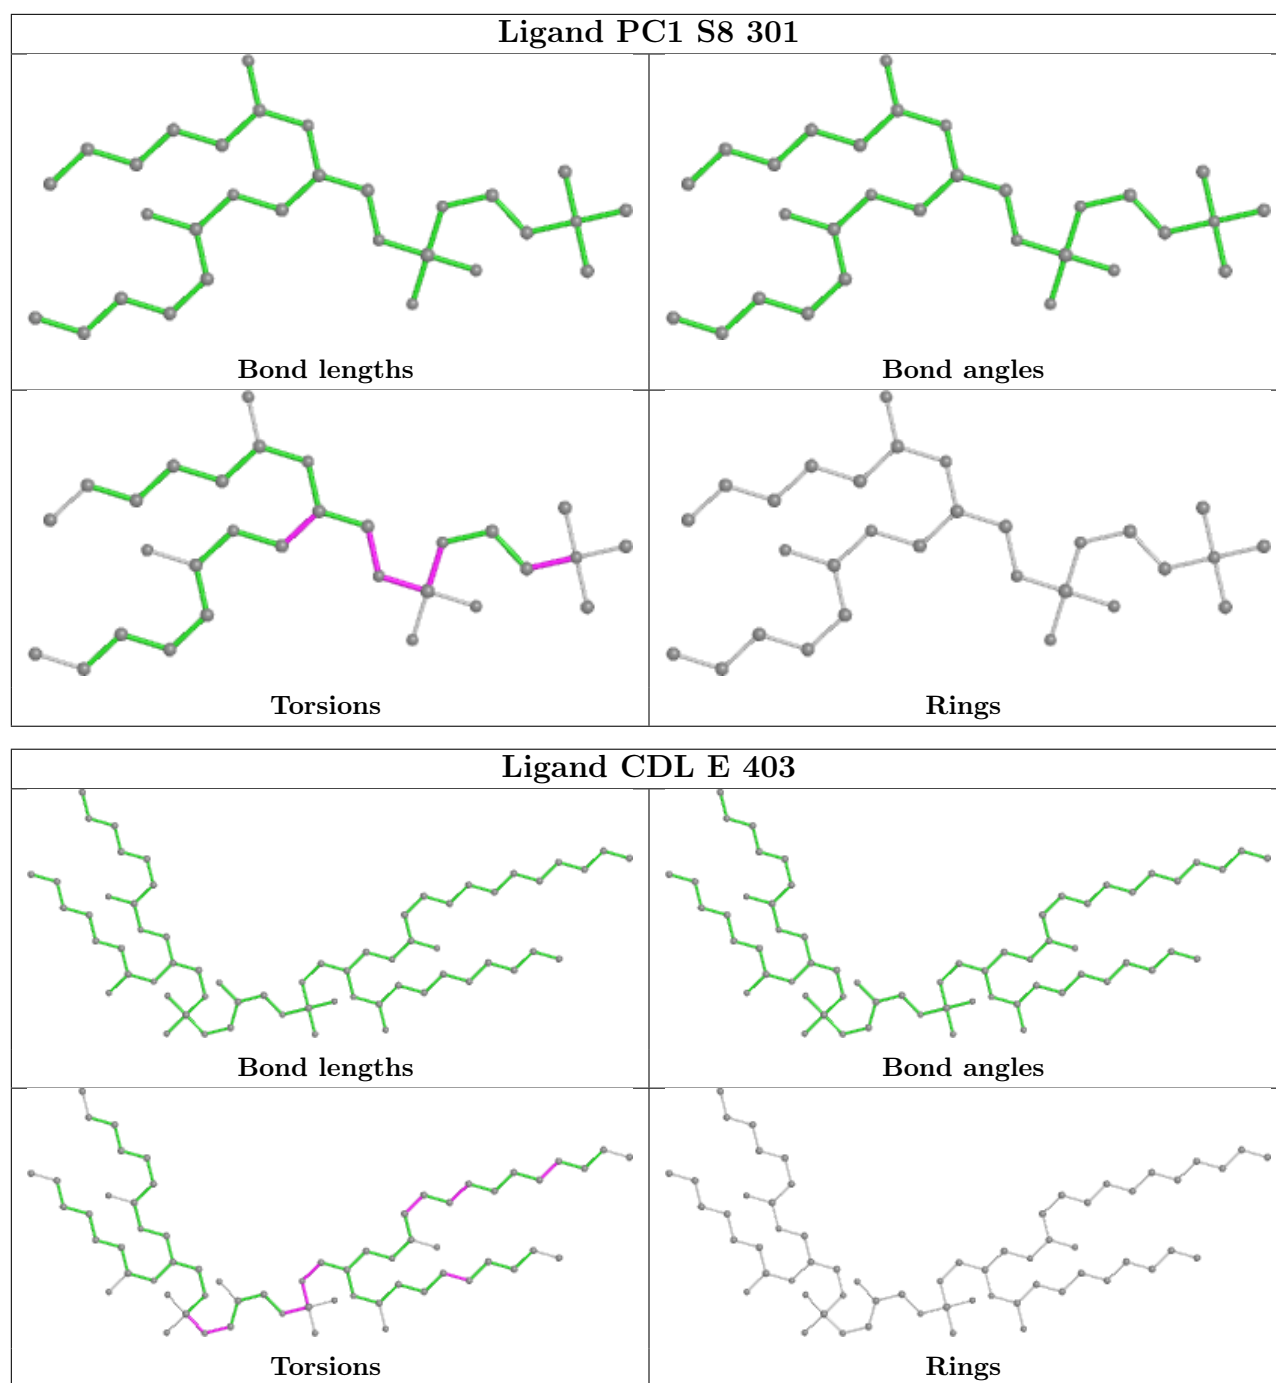 Ligand PC1 S8 301
Bond lengths
Bond angles
Torsions
Rings
Ligand CDL E 403
Bond lengths
Bond angles
Torsions
Rings